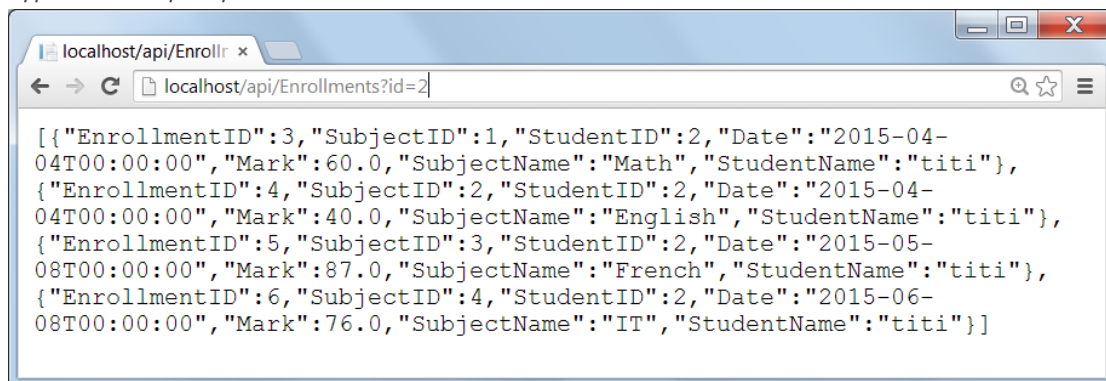 localhost/api/Enrollr
localhost/api/Enrollments?id=2
[{"EnrollmentID":3,"SubjectID":1,"StudentID":2,"Date":"2015-04-
04T00:00:00","Mark":60.0,"SubjectName":"Math","StudentName":"titi"},
{"EnrollmentID":4,"SubjectID":2,"StudentID":2,"Date":"2015-04-
04T00:00:00","Mark":40.0,"SubjectName":"English","StudentName":"titi"},
{"EnrollmentID":5,"SubjectID":3,"StudentID":2,"Date":"2015-05-
08T00:00:00","Mark":87.0,"SubjectName":"French","StudentName":"titi"},
{"EnrollmentID":6,"SubjectID":4,"StudentID":2,"Date":"2015-06-
08T00:00:00","Mark":76.0,"SubjectName":"IT","StudentName":"titi"}]